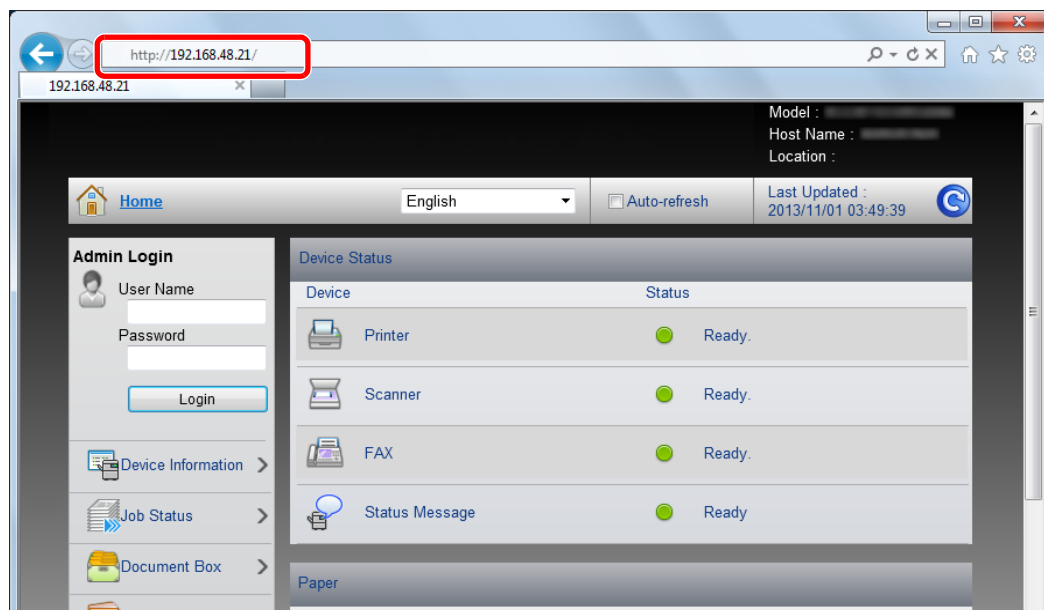 http://192.168.48.21/
192.168.48.21
Model :
Host Name :
Location :
Home
English
Auto-refresh
Last Updated :
2013/11/01 03:49:39
Admin Login
User Name
Password
Login
Device Information
Job Status
Document Box
Device Status
Device Status
Printer Ready.
Scanner Ready.
FAX Ready.
Status Message Ready
Paper